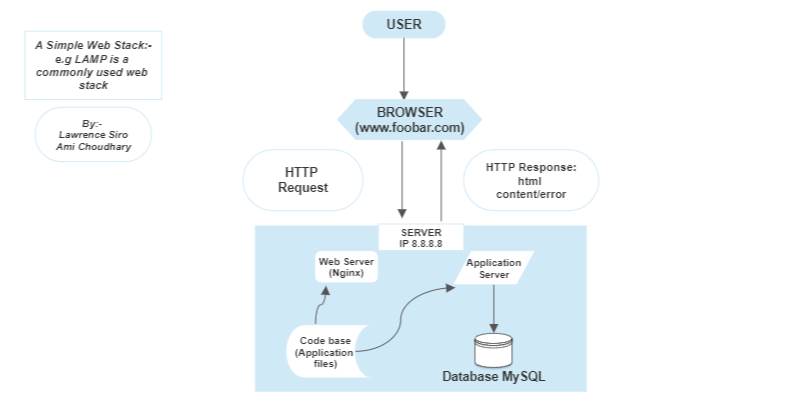 USER
A Simple Web Stack:-
e.g LAMP is a
commonly used web
stack
By:-
Lawrence Siro
Ami Choudhary
BROWSER
(www.foobar.com)
HTTP
Request
HTTP Response:
html
content/error
SERVER
IP 8.8.8.8
Web Server
(Nginx)
Application
Server
Code base
(Application
files)
Database MySQL